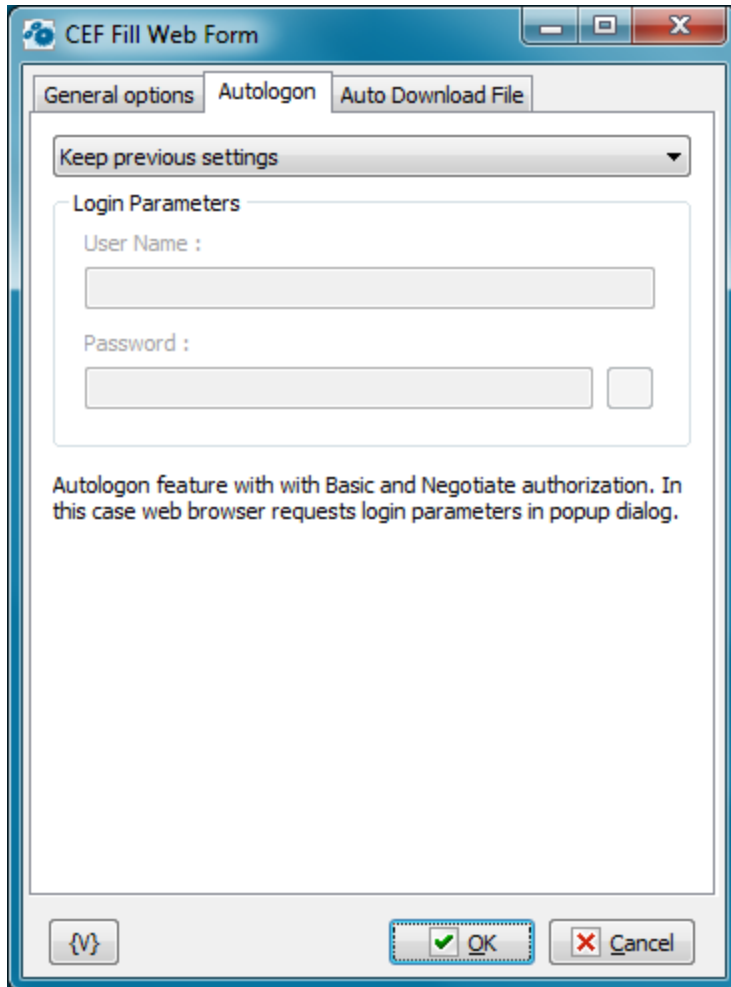 CEF Fill Web Form
General options Autologon Auto Download File
Keep previous settings
Login Parameters
User Name :
Password :
Autologon feature with with Basic and Negotiate authorization. In
this case web browser requests login parameters in popup dialog.
{V} OK Cancel